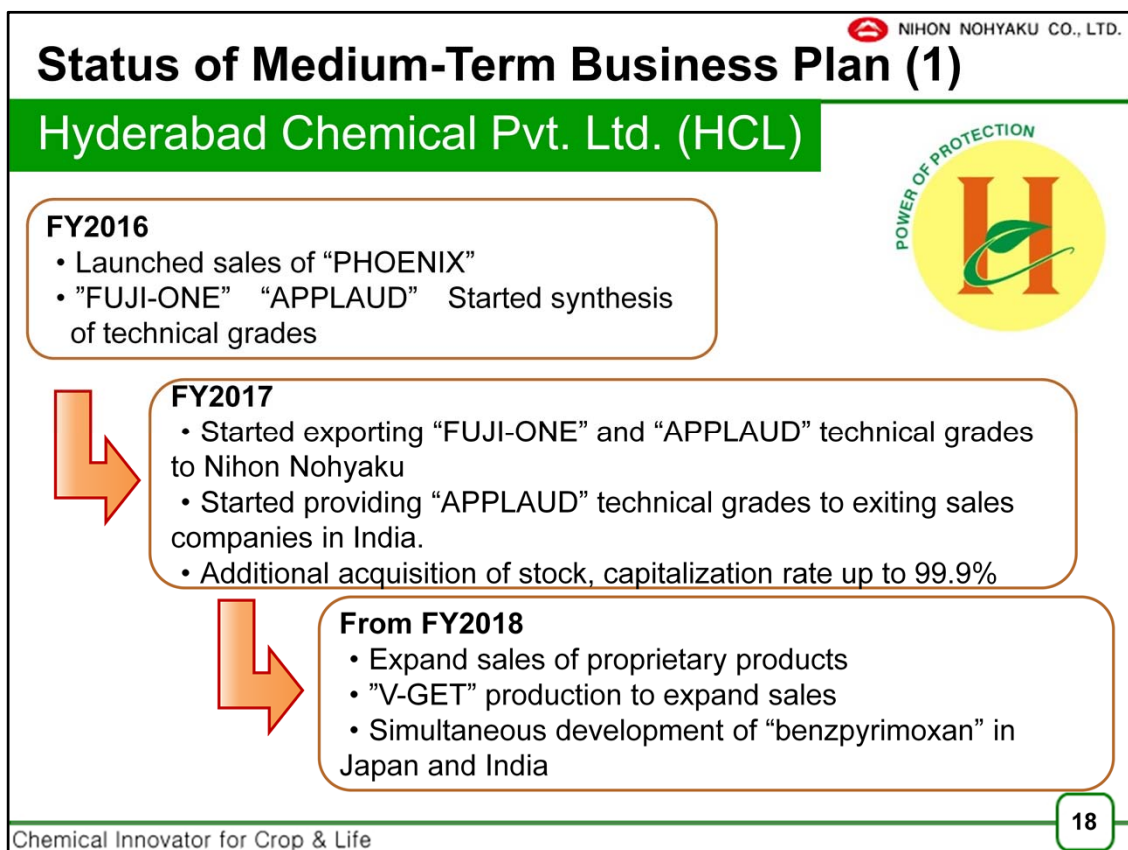 NIHON NOHYAKU CO., LTD.
Status of Medium-Term Business Plan (1)
Hyderabad Chemical Pvt. Ltd. (HCL)
POWER OF PROTECTION
H
FY2016
• Launched sales of “PHOENIX”
• ”FUJI-ONE” “APPLAUD” Started synthesis
of technical grades
FY2017
• Started exporting “FUJI-ONE” and “APPLAUD” technical grades
to Nihon Nohyaku
• Started providing “APPLAUD” technical grades to exiting sales
companies in India.
• Additional acquisition of stock, capitalization rate up to 99.9%
From FY2018
• Expand sales of proprietary products
• ”V-GET” production to expand sales
• Simultaneous development of “benzpyrimoxan” in
Japan and India
18
Chemical Innovator for Crop & Life